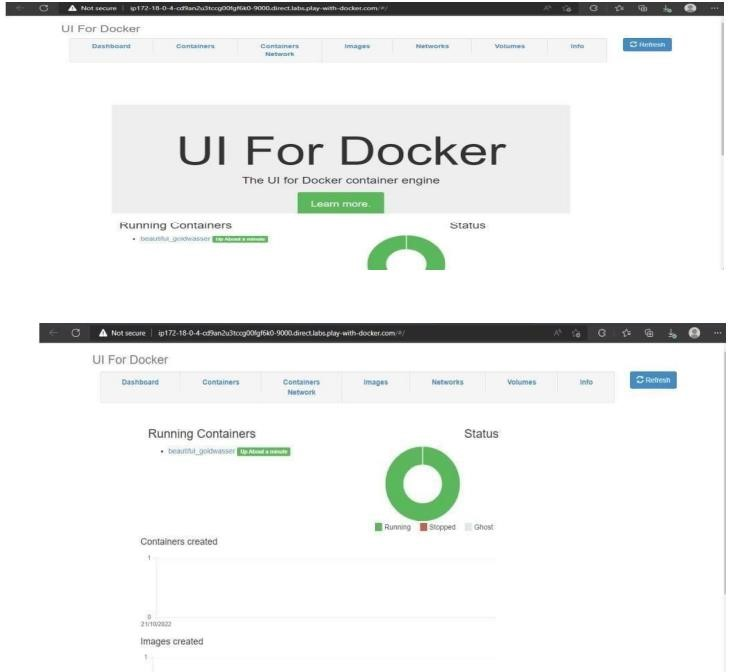 Not secure ip172-18-0-4-cd9an2u3tccg00fgf6k0-9000.direct.labs.play-with-docker.com/#/
UI For Docker
Dashboard Containers Containers Network Images Networks Volumes Info Refresh
UI For Docker
The UI for Docker container engine
Learn more.
Running Containers Status
beautiful_goldwasser Up About a minute
Not secure ip172-18-0-4-cd9an2u3tccg00fgf6k0-9000.direct.labs.play-with-docker.com/#/
UI For Docker
Dashboard Containers Containers Network Images Networks Volumes Info Refresh
Running Containers Status
beautiful_goldwasser Up About a minute
Running Stopped Ghost
Containers created
1
0
21/10/2022
Images created
1